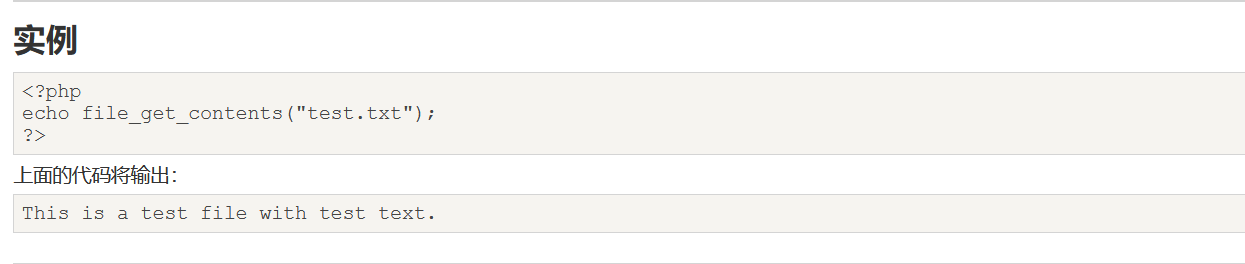 实例
<?php
echo file_get_contents("test.txt");
?>
上面的代码将输出：
This is a test file with test text.